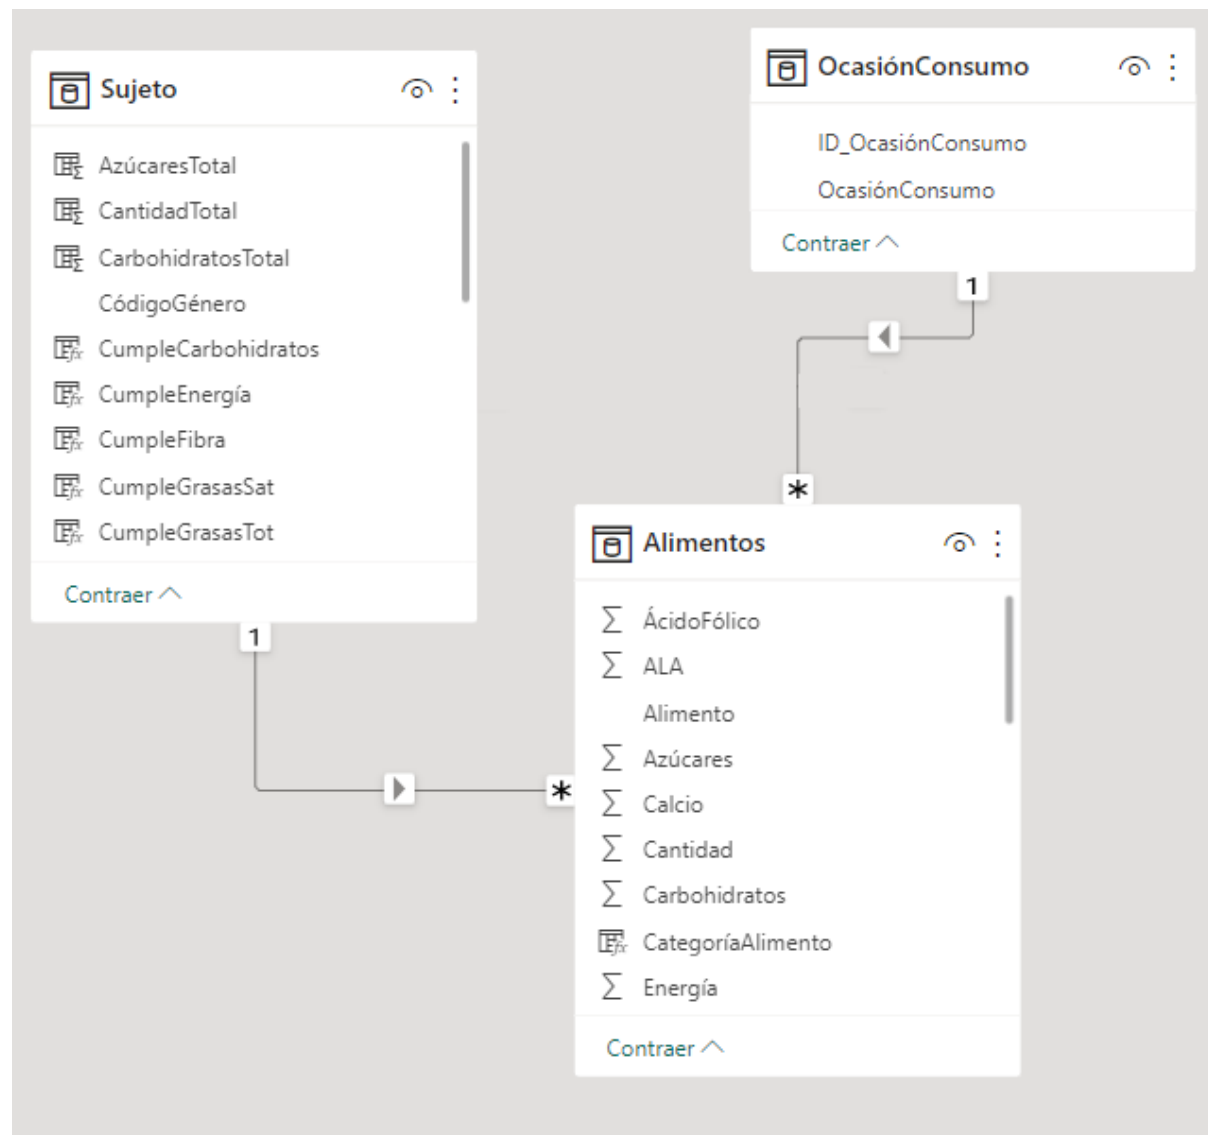 Sujeto
AzúcaresTotal
CantidadTotal
CarbohidratosTotal
CódigoGénero
CumpleCarbohidratos
CumpleEnergía
CumpleFibra
CumpleGrasasSat
CumpleGrasasTot
Contraer
1
*
OcasiónConsumo
ID_OcasiónConsumo
OcasiónConsumo
Contraer
1
*
Alimentos
ÁcidoFólico
ALA
Alimento
Azúcares
Calcio
Cantidad
Carbohidratos
CategoríaAlimento
Energía
Contraer